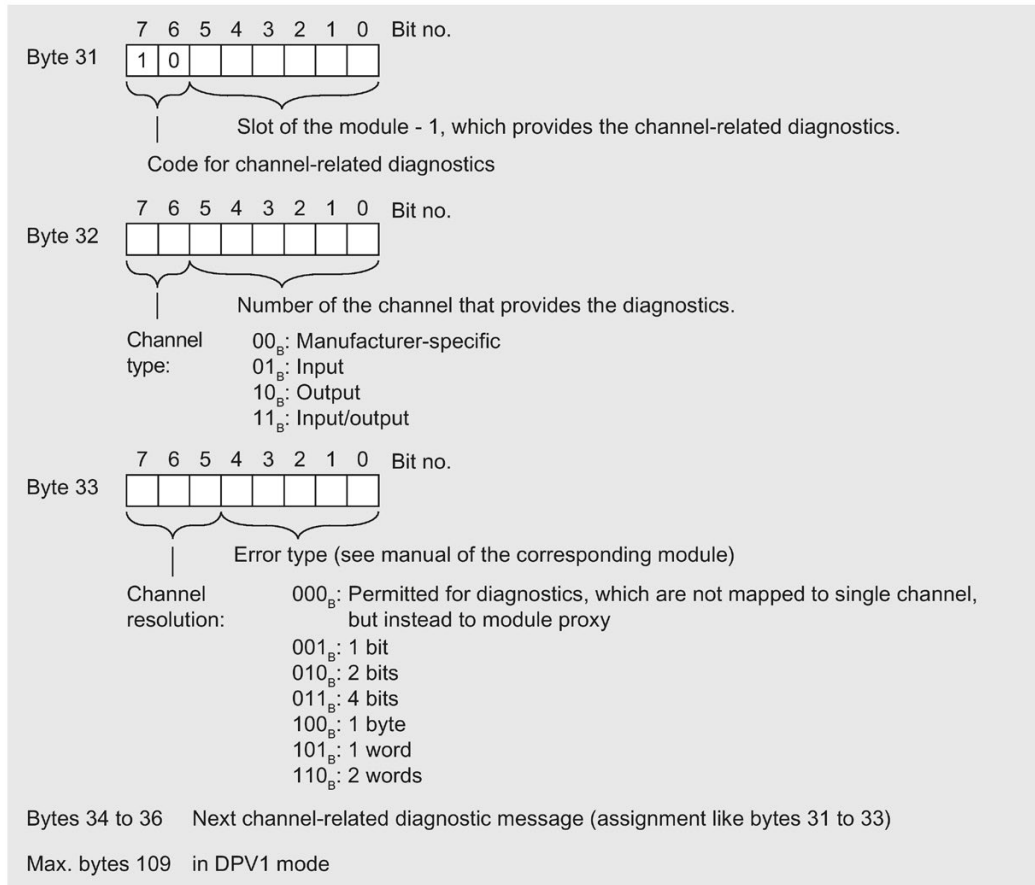 7 6 5 4 3 2 1 0 Bit no.
Byte 31 1 0
Slot of the module - 1, which provides the channel-related diagnostics.
Code for channel-related diagnostics
7 6 5 4 3 2 1 0 Bit no.
Byte 32
Number of the channel that provides the diagnostics.
Channel type:
00B: Manufacturer-specific
01B: Input
10B: Output
11B: Input/output
7 6 5 4 3 2 1 0 Bit no.
Byte 33
Error type (see manual of the corresponding module)
Channel resolution:
000B: Permitted for diagnostics, which are not mapped to single channel,
but instead to module proxy
001B: 1 bit
010B: 2 bits
011B: 4 bits
100B: 1 byte
101B: 1 word
110B: 2 words
Bytes 34 to 36 Next channel-related diagnostic message (assignment like bytes 31 to 33)
Max. bytes 109 in DPV1 mode